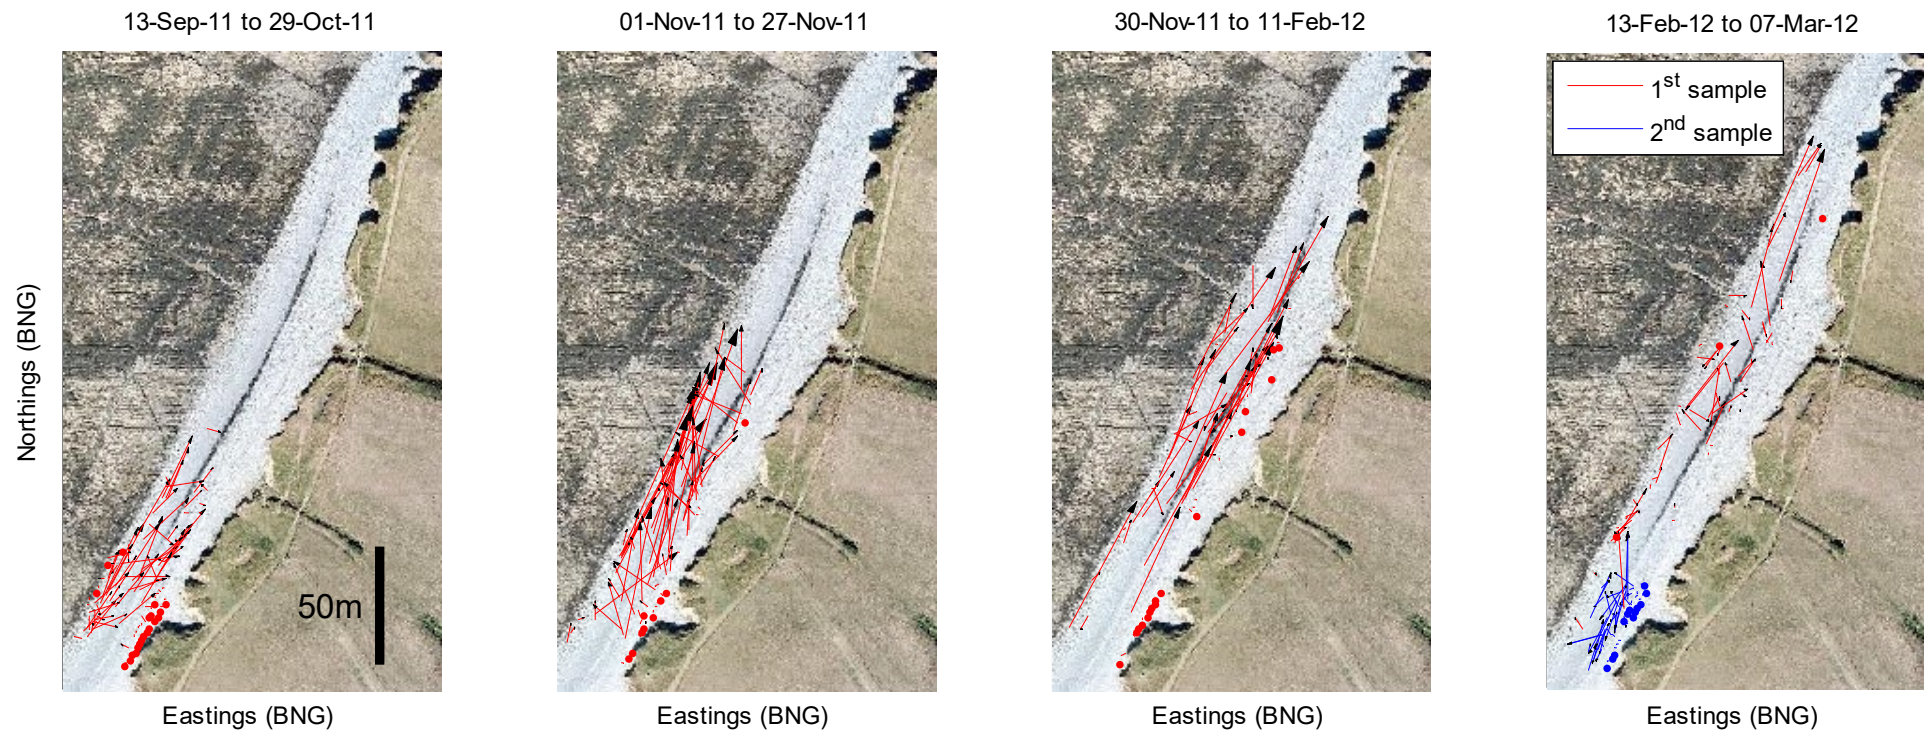 13-Sep-11 to 29-Oct-11
01-Nov-11 to 27-Nov-11
30-Nov-11 to 11-Feb-12
13-Feb-12 to 07-Mar-12
1st sample
2nd sample
Northings (BNG)
50m
Eastings (BNG)
Eastings (BNG)
Eastings (BNG)
Eastings (BNG)